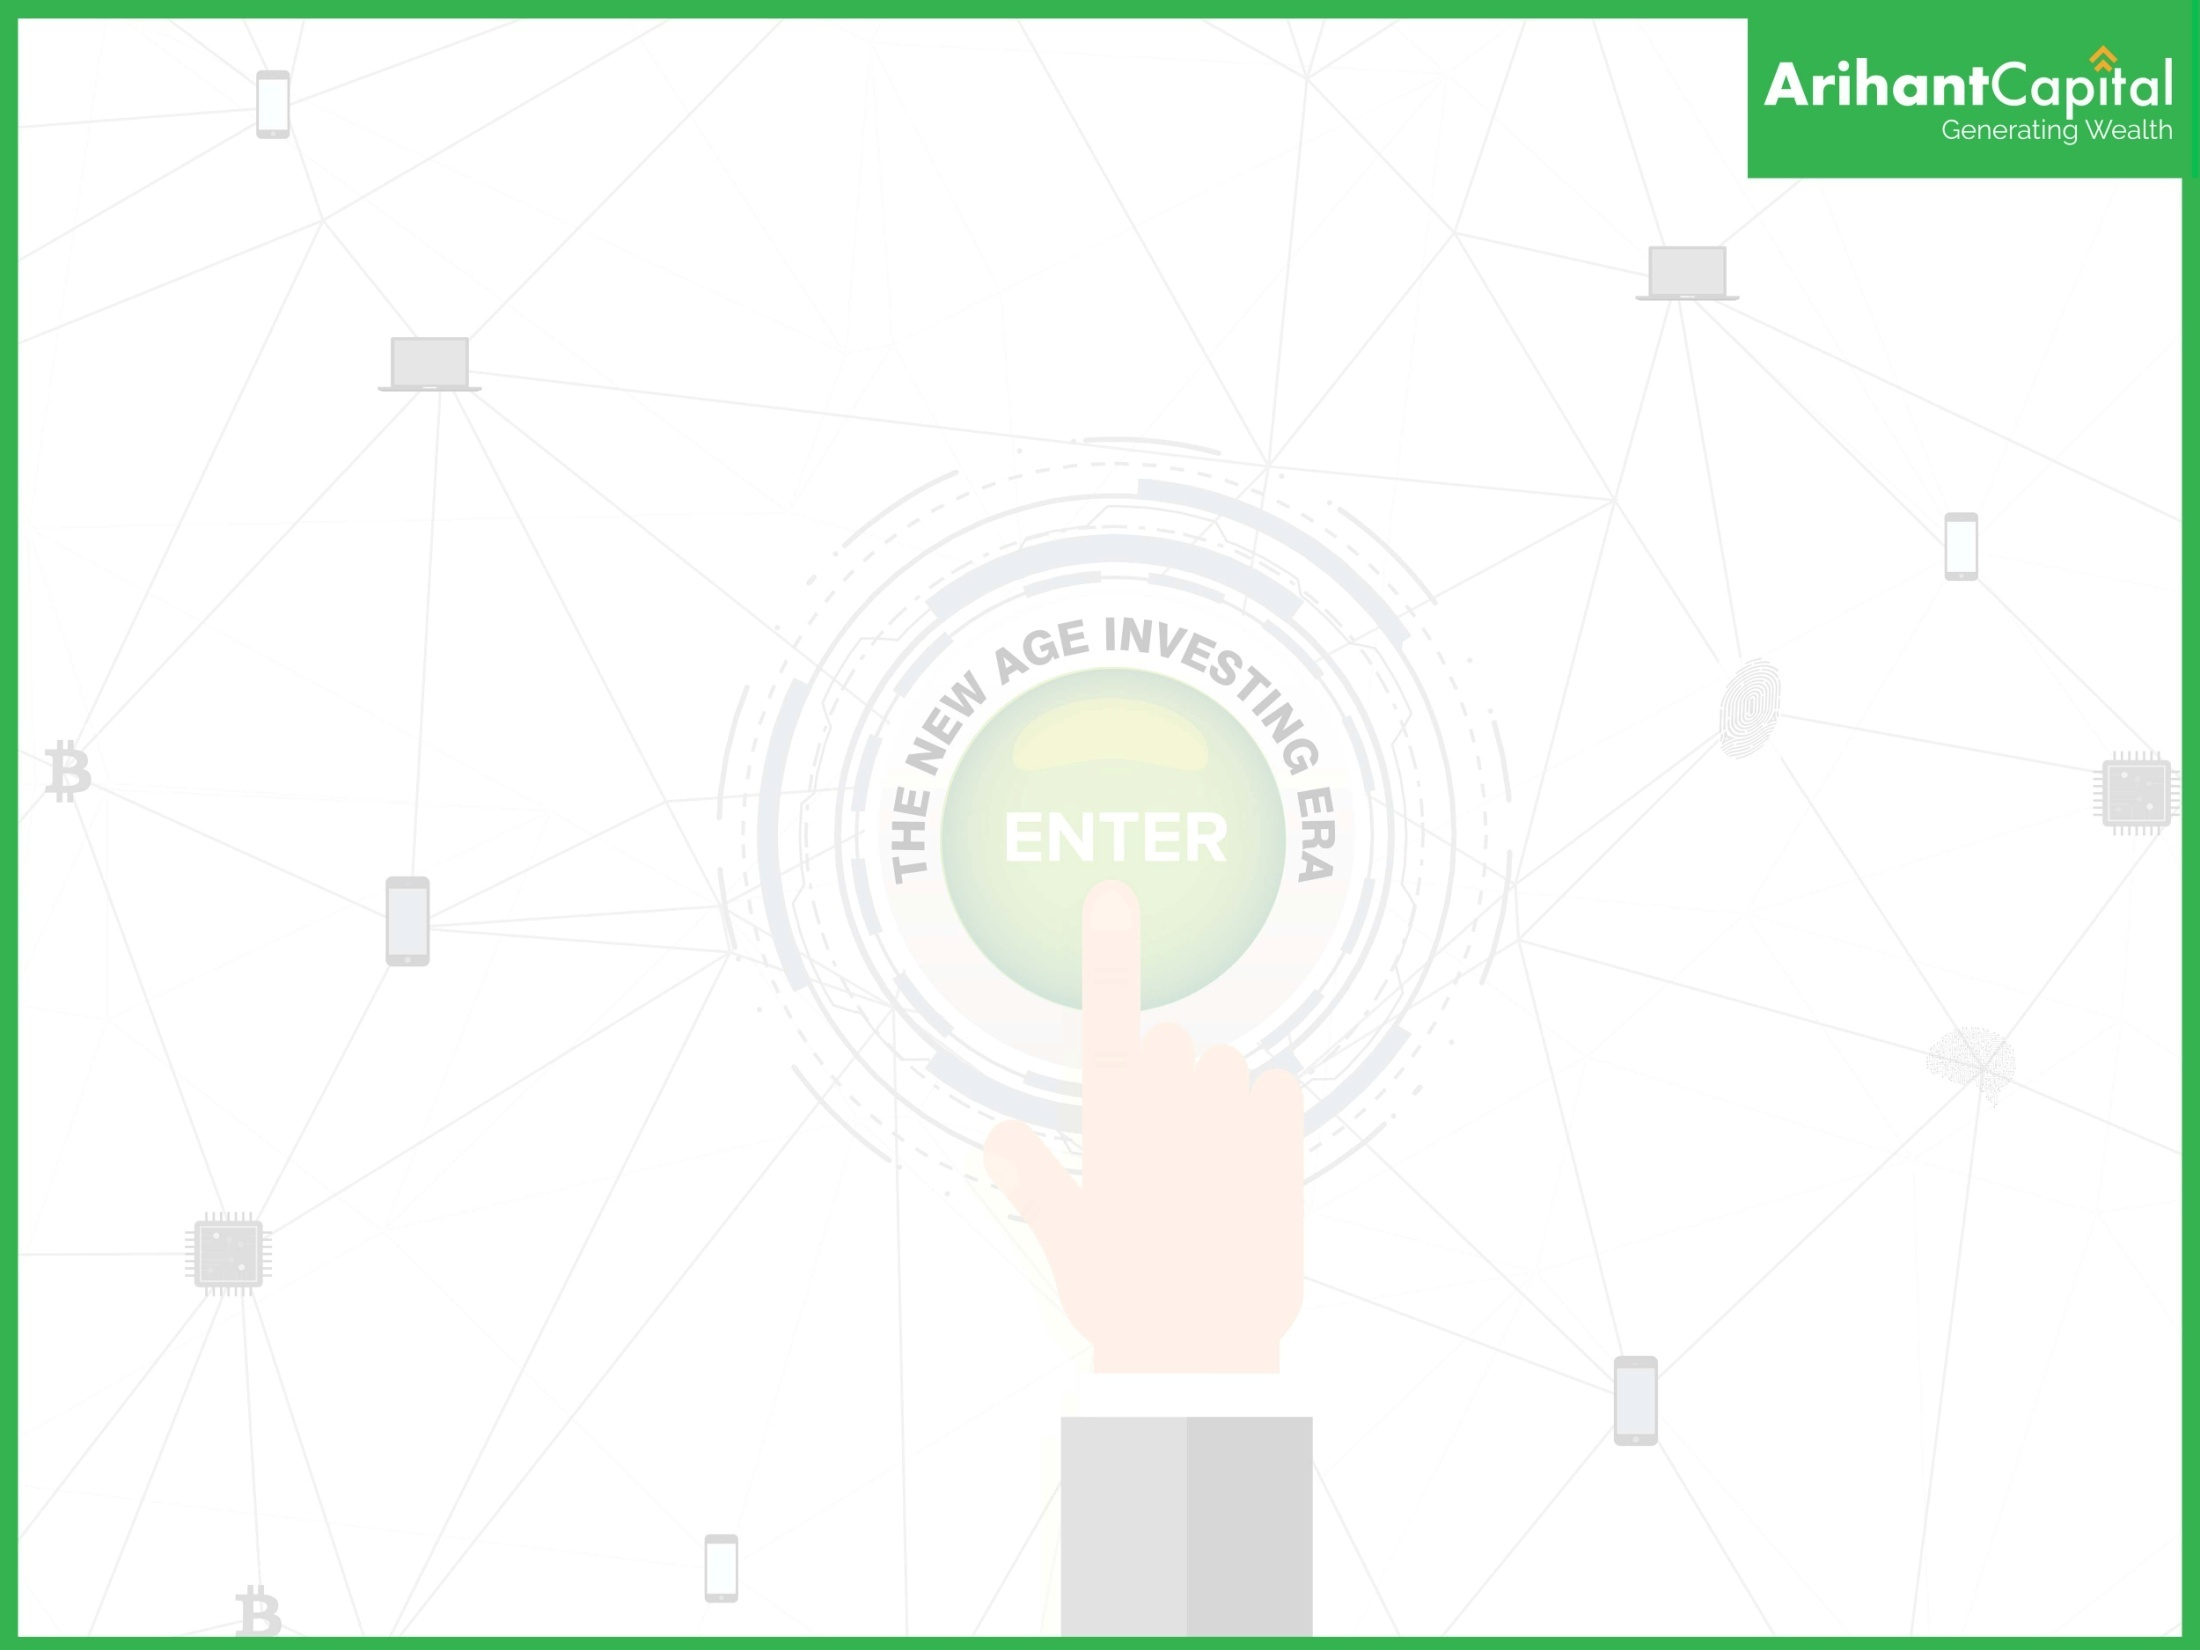 ArihantCapital
Generating Wealth
THE NEW AGE INVESTING ERA
ENTER